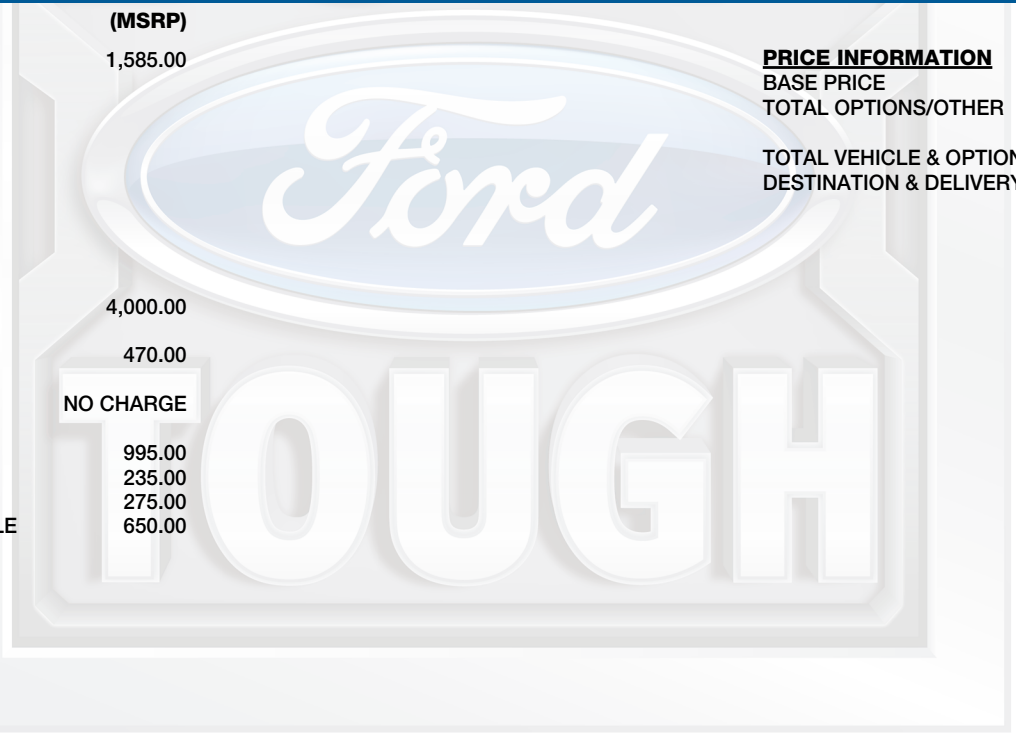 (MSRP)
1,585.00
4,000.00
470.00
NO CHARGE
995.00
235.00
275.00
LE 650.00
PRICE INFORMATION
BASE PRICE
TOTAL OPTIONS/OTHER
TOTAL VEHICLE & OPTION
DESTINATION & DELIVERY
Ford
TOUGH